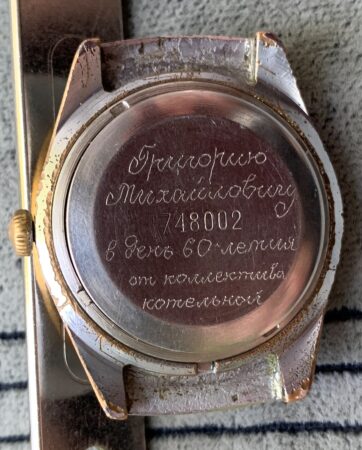 Григорию
Михайловичу
748002
в день 60-летия
от коллектива
котельной